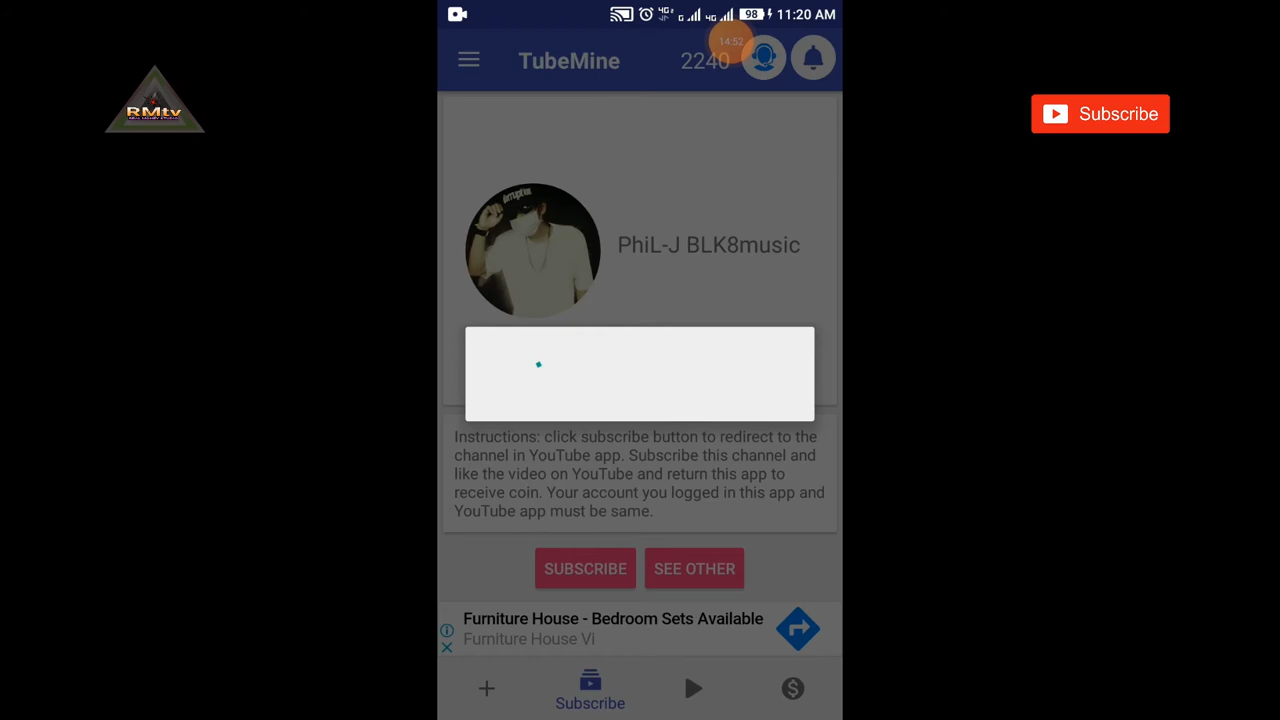 98 11:20 AM
14:52
TubeMine 2240
RMtv
Subscribe
PhiL-J BLK8music
Instructions: click subscribe button to redirect to the
channel in YouTube app. Subscribe this channel and
like the video on YouTube and return this app to
receive coin. Your account you logged in this app and
YouTube app must be same.
SUBSCRIBE SEE OTHER
Furniture House - Bedroom Sets Available
Furniture House Vi
Subscribe